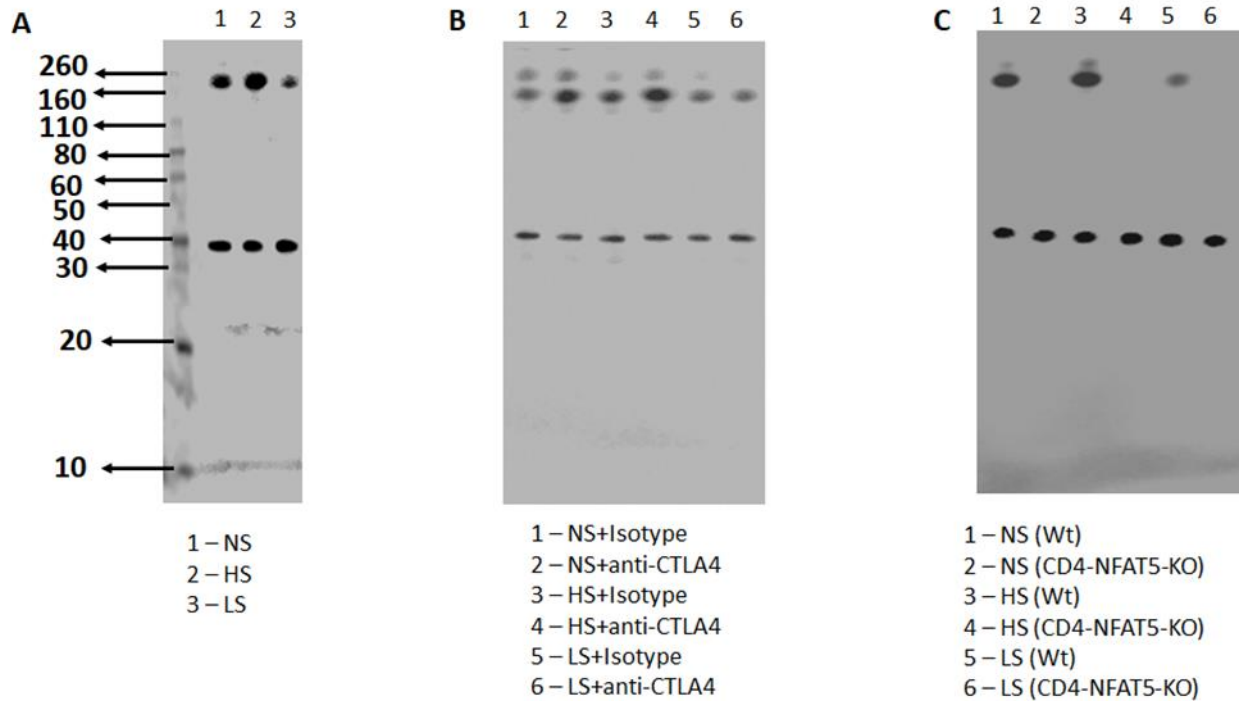 A
1 2 3
260
160
110
80
60
50
40
30
20
10
1 – NS
2 – HS
3 – LS
B
1 2 3 4 5 6
1 – NS+Isotype
2 – NS+anti-CTLA4
3 – HS+Isotype
4 – HS+anti-CTLA4
5 – LS+Isotype
6 – LS+anti-CTLA4
C
1 2 3 4 5 6
1 – NS (Wt)
2 – NS (CD4-NFAT5-KO)
3 – HS (Wt)
4 – HS (CD4-NFAT5-KO)
5 – LS (Wt)
6 – LS (CD4-NFAT5-KO)